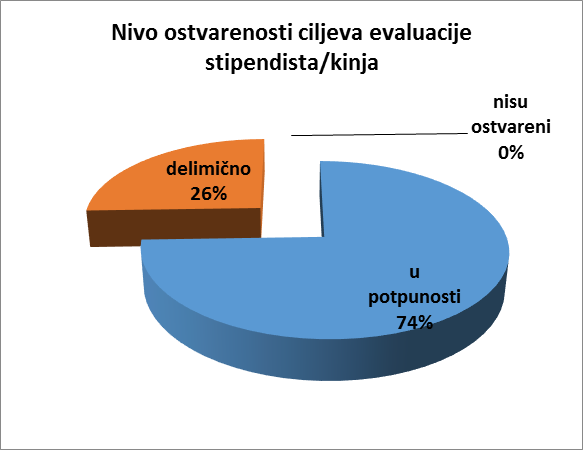 Nivo ostvarenosti ciljeva evaluacije
stipendista/kinja
nisu
ostvareni
0%
delimično
26%
u
potpunosti
74%